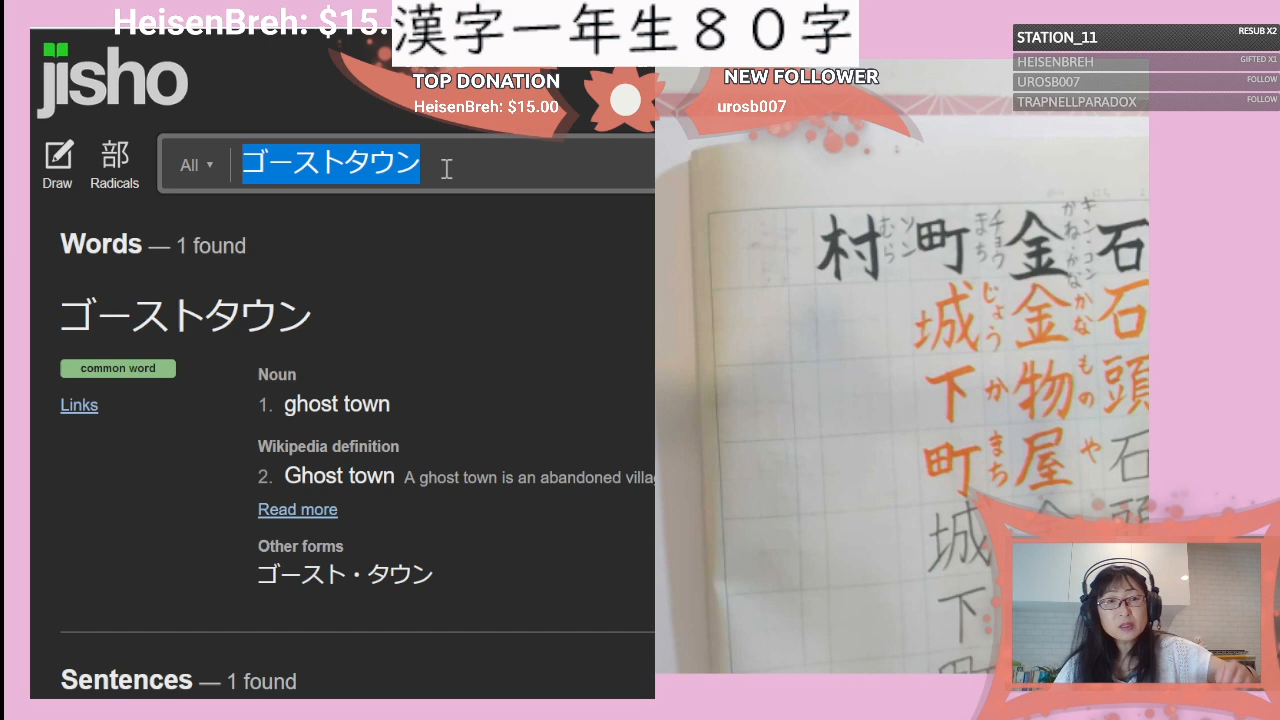 HeisenBreh: $15.
漢字一年生80字
STATION_11
RESUB X2
HEISENBREH
GIFTED X1
UROSB007
FOLLOW
TRAPNELLPARADOX
FOLLOW
jisho
TOP DONATION
HeisenBreh: $15.00
NEW FOLLOWER
urosb007
Draw
部
Radicals
All ▾
ゴーストタウン
Words — 1 found
ゴーストタウン
common word
Links
Noun
1. ghost town
Wikipedia definition
2. Ghost town A ghost town is an abandoned villa
Read more
Other forms
ゴースト・タウン
Sentences — 1 found
石
キン・コン
かね・かな
金
チョウ
まち
町
ソン
むら
村
石頭
石
かなものや
金物屋
じょうかまち
城下町
城下